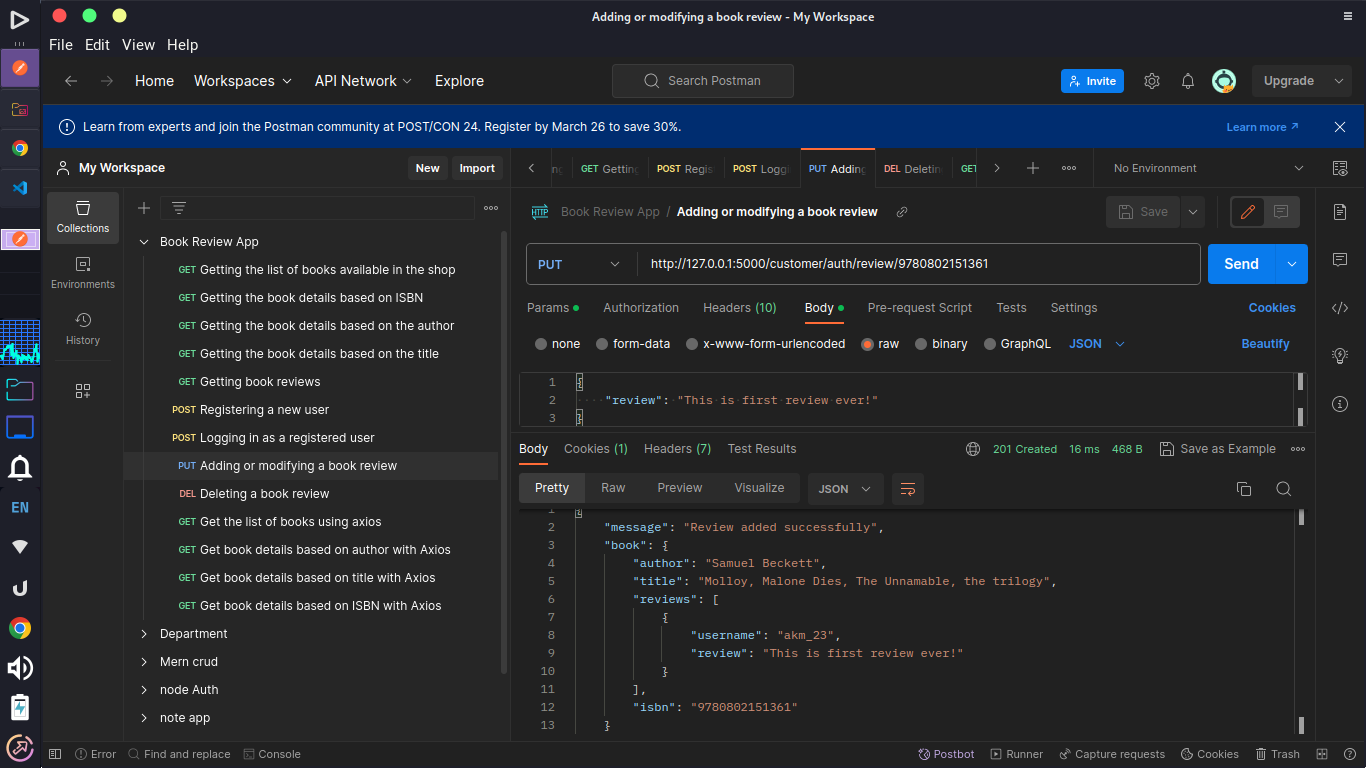 Adding or modifying a book review - My Workspace
File Edit View Help
Home Workspaces API Network Explore Search Postman Invite Upgrade
Learn from experts and join the Postman community at POST/CON 24. Register by March 26 to save 30%. Learn more ↗
My Workspace New Import
GET Getting POST Regis POST Loggi PUT Adding DEL Deletin GET No Environment
Collections
Environments
History
Book Review App
GET Getting the list of books available in the shop
GET Getting the book details based on ISBN
GET Getting the book details based on the author
GET Getting the book details based on the title
GET Getting book reviews
POST Registering a new user
POST Logging in as a registered user
PUT Adding or modifying a book review
DEL Deleting a book review
GET Get the list of books using axios
GET Get book details based on author with Axios
GET Get book details based on title with Axios
GET Get book details based on ISBN with Axios
Department
Mern crud
node Auth
note app
HTTP Book Review App / Adding or modifying a book review Save
PUT http://127.0.0.1:5000/customer/auth/review/9780802151361 Send
Params Authorization Headers (10) Body Pre-request Script Tests Settings Cookies
none form-data x-www-form-urlencoded raw binary GraphQL JSON Beautify
1 {
2 "review": "This is first review ever!"
3 }
Body Cookies (1) Headers (7) Test Results 201 Created 16 ms 468 B Save as Example
Pretty Raw Preview Visualize JSON
1 {
2 "message": "Review added successfully",
3 "book": {
4 "author": "Samuel Beckett",
5 "title": "Molloy, Malone Dies, The Unnamable, the trilogy",
6 "reviews": [
7 {
8 "username": "akm_23",
9 "review": "This is first review ever!"
10 }
11 ],
12 "isbn": "9780802151361"
13 }
EN
Error Find and replace Console Postbot Runner Capture requests Cookies Trash